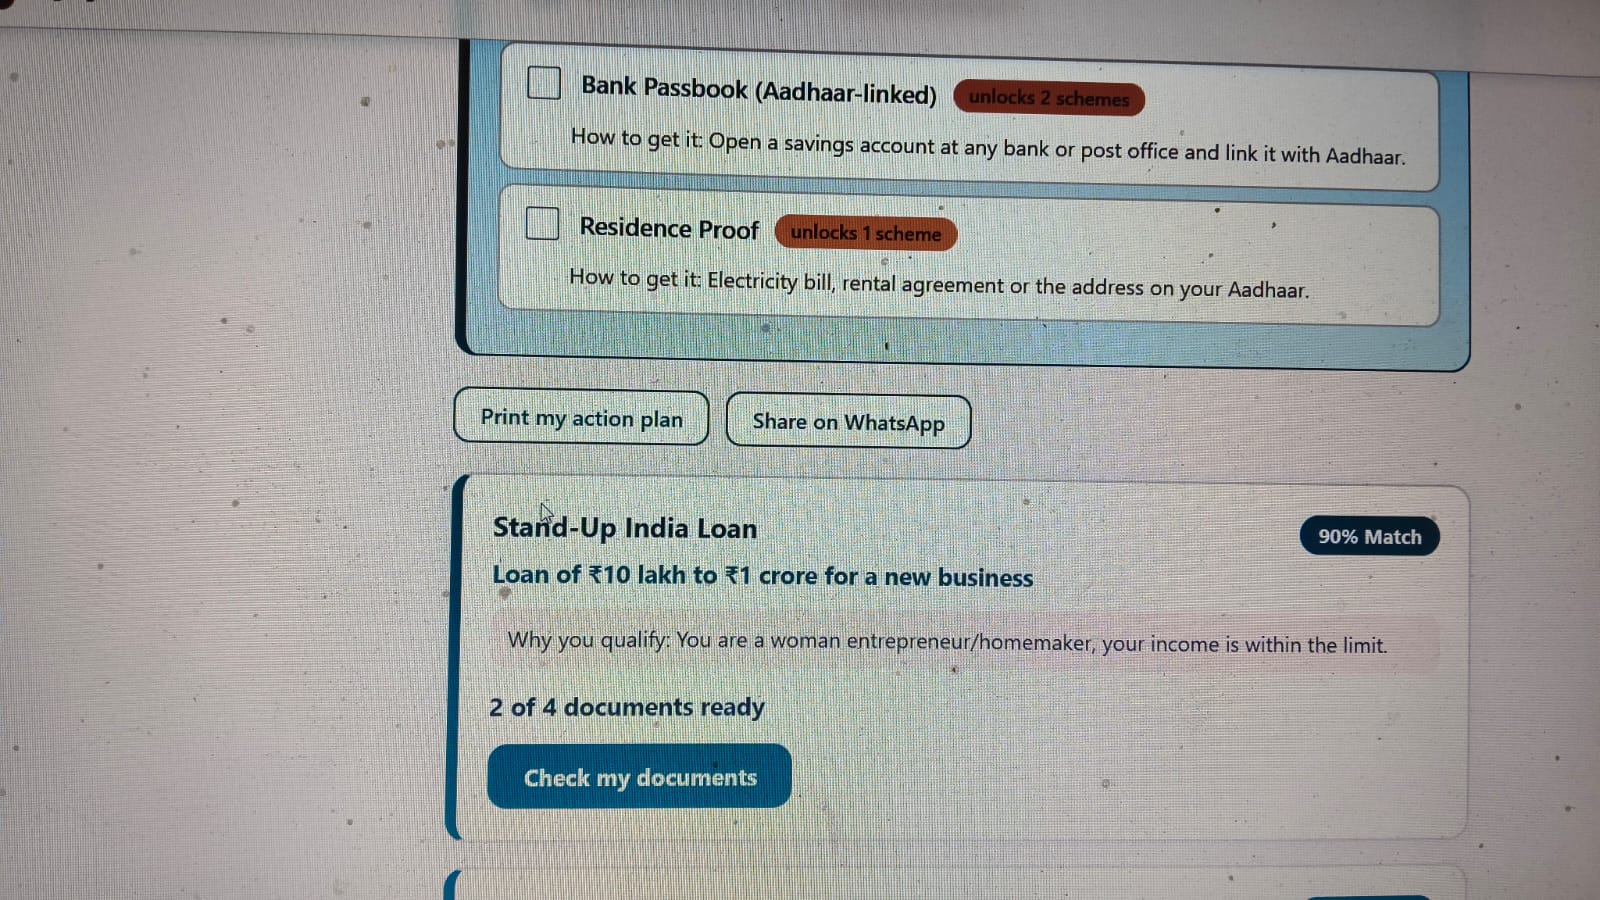 Bank Passbook (Aadhaar-linked) unlocks 2 schemes
How to get it: Open a savings account at any bank or post office and link it with Aadhaar.
Residence Proof unlocks 1 scheme
How to get it: Electricity bill, rental agreement or the address on your Aadhaar.
Print my action plan Share on WhatsApp
Stand-Up India Loan 90% Match
Loan of ₹10 lakh to ₹1 crore for a new business
Why you qualify: You are a woman entrepreneur/homemaker, your income is within the limit.
2 of 4 documents ready
Check my documents